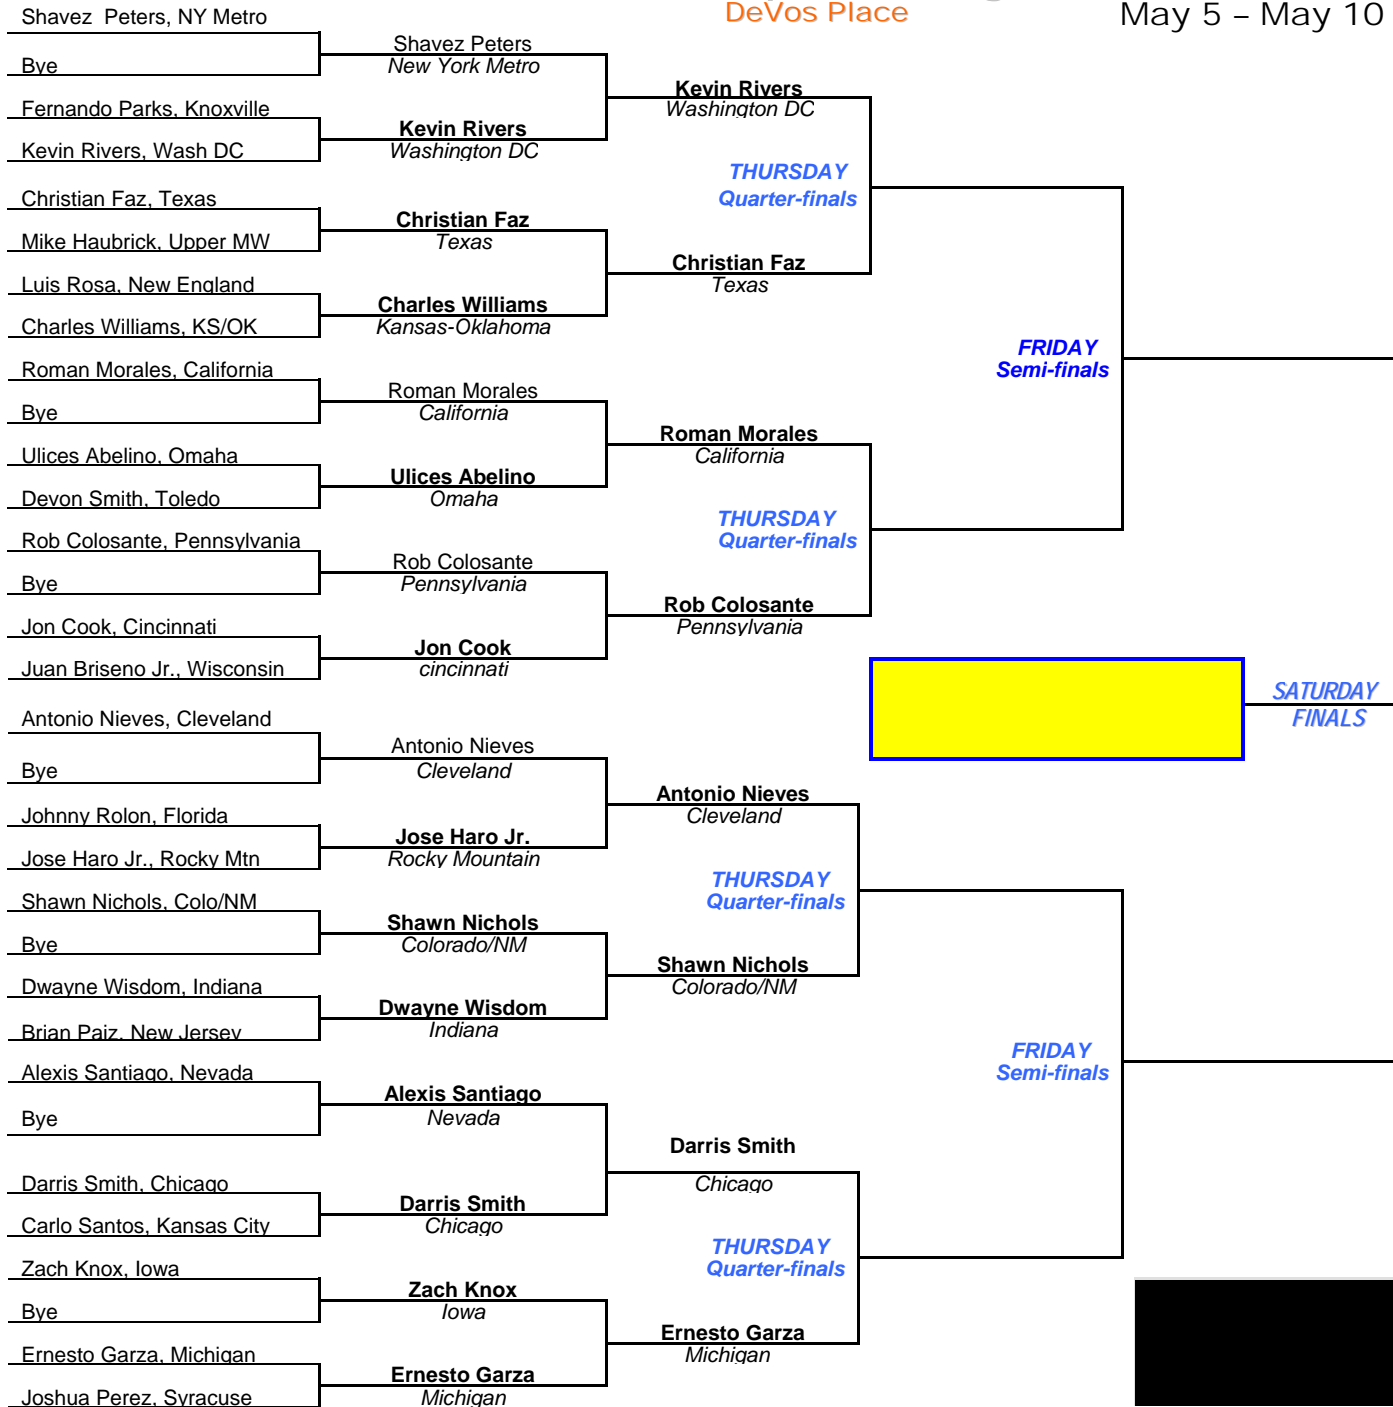 DeVos Place
May 5 – May 10
Shavez  Peters, NY Metro
Bye
Fernando Parks, Knoxville
Kevin Rivers, Wash DC
Christian Faz, Texas
Mike Haubrick, Upper MW
Luis Rosa, New England
Charles Williams, KS/OK
Roman Morales, California
Bye
Ulices Abelino, Omaha
Devon Smith, Toledo
Rob Colosante, Pennsylvania
Bye
Jon Cook, Cincinnati
Juan Briseno Jr., Wisconsin
Antonio Nieves, Cleveland
Bye
Johnny Rolon, Florida
Jose Haro Jr., Rocky Mtn
Shawn Nichols, Colo/NM
Bye
Dwayne Wisdom, Indiana
Brian Paiz, New Jersey
Alexis Santiago, Nevada
Bye
Darris Smith, Chicago
Carlo Santos, Kansas City
Zach Knox, Iowa
Bye
Ernesto Garza, Michigan
Joshua Perez, Syracuse
Shavez Peters
New York Metro
Kevin Rivers
Washington DC
Christian Faz
Texas
Charles Williams
Kansas-Oklahoma
Roman Morales
California
Ulices Abelino
Omaha
Rob Colosante
Pennsylvania
Jon Cook
cincinnati
Antonio Nieves
Cleveland
Jose Haro Jr.
Rocky Mountain
Shawn Nichols
Colorado/NM
Dwayne Wisdom
Indiana
Alexis Santiago
Nevada
Darris Smith
Chicago
Zach Knox
Iowa
Ernesto Garza
Michigan
Kevin Rivers
Washington DC
THURSDAY
Quarter-finals
Christian Faz
Texas
Roman Morales
California
THURSDAY
Quarter-finals
Rob Colosante
Pennsylvania
Antonio Nieves
Cleveland
THURSDAY
Quarter-finals
Shawn Nichols
Colorado/NM
Darris Smith
Chicago
THURSDAY
Quarter-finals
Ernesto Garza
Michigan
FRIDAY
Semi-finals
SATURDAY
FINALS
FRIDAY
Semi-finals